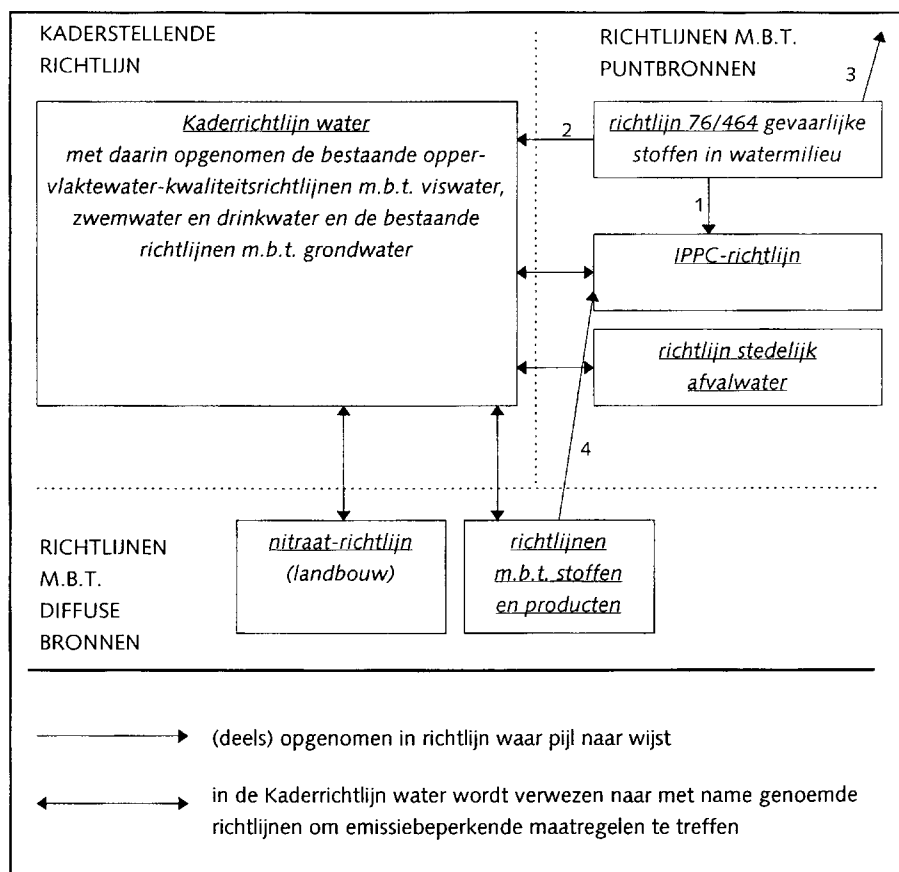 KADERSTELLENDE
RICHTLIJN
RICHTLIJNEN M.B.T.
PUNTBRONNEN
3
Kaderrichtlijn water
met daarin opgenomen de bestaande opper-
vlaktewater-kwaliteitsrichtlijnen m.b.t. viswater,
zwemwater en drinkwater en de bestaande
richtlijnen m.b.t. grondwater
2
richtlijn 76/464 gevaarlijke
stoffen in watermilieu
1
IPPC-richtlijn
richtlijn stedelijk
afvalwater
4
RICHTLIJNEN
M.B.T.
DIFFUSE
BRONNEN
nitraat-richtlijn
(landbouw)
richtlijnen
m.b.t. stoffen
en producten
(deels) opgenomen in richtlijn waar pijl naar wijst
in de Kaderrichtlijn water wordt verwezen naar met name genoemde
richtlijnen om emissiebeperkende maatregelen te treffen